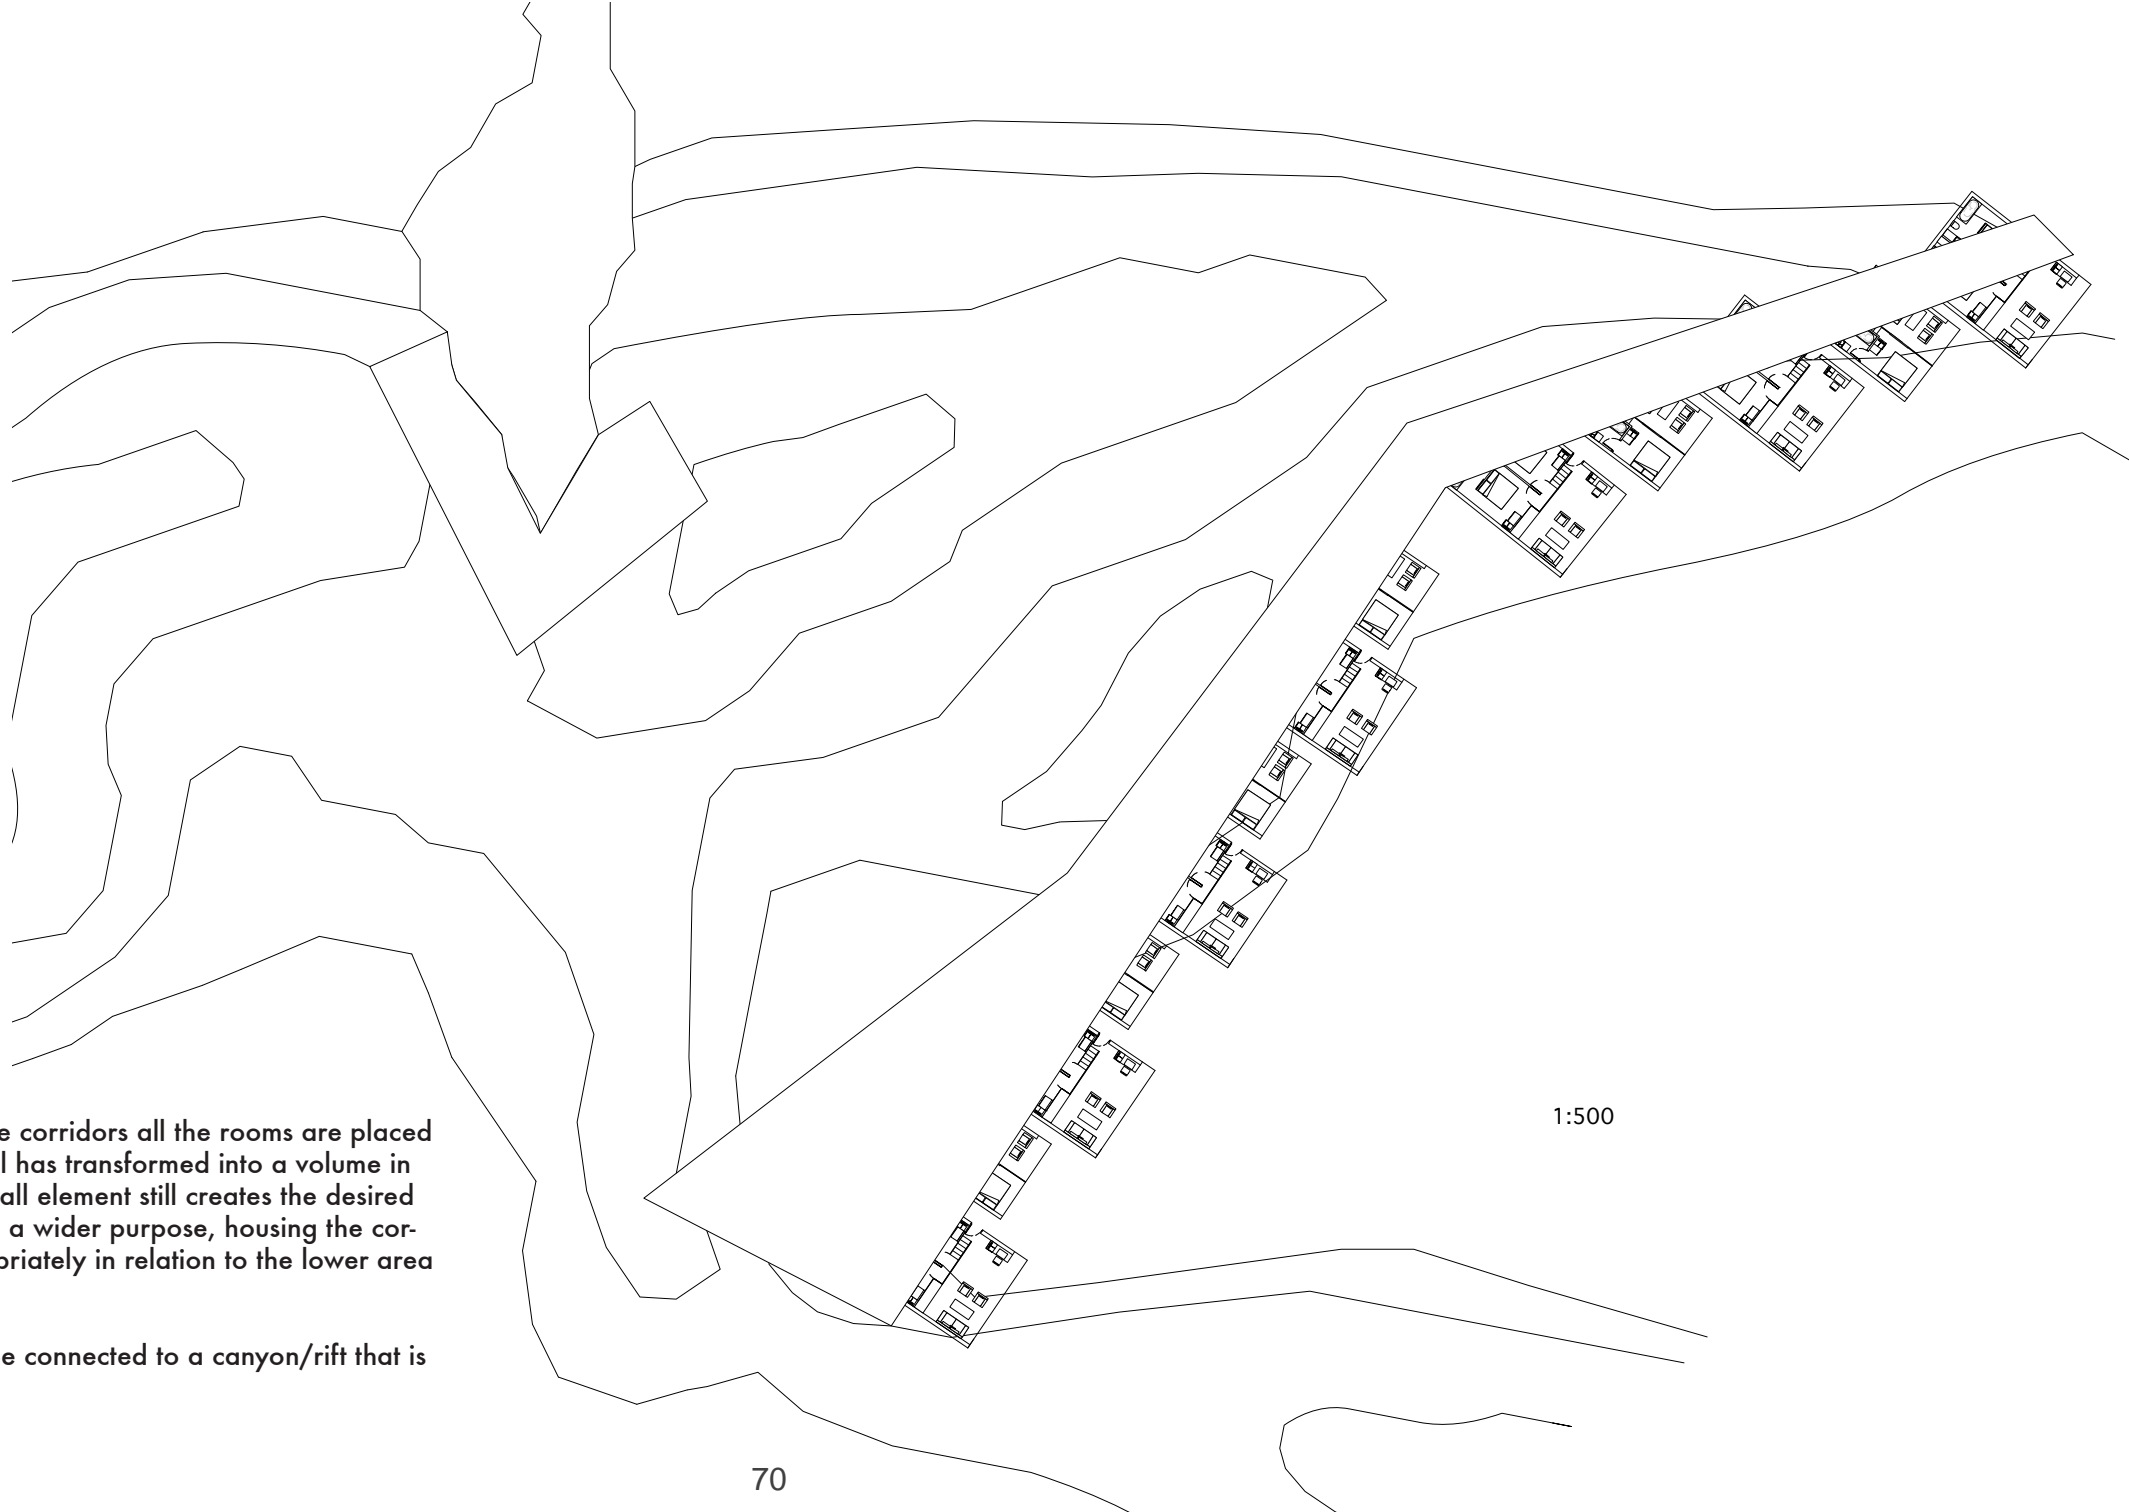 e corridors all the rooms are placed
l has transformed into a volume in
all element still creates the desired
a wider purpose, housing the cor-
priately in relation to the lower area
e connected to a canyon/rift that is
1:500
70